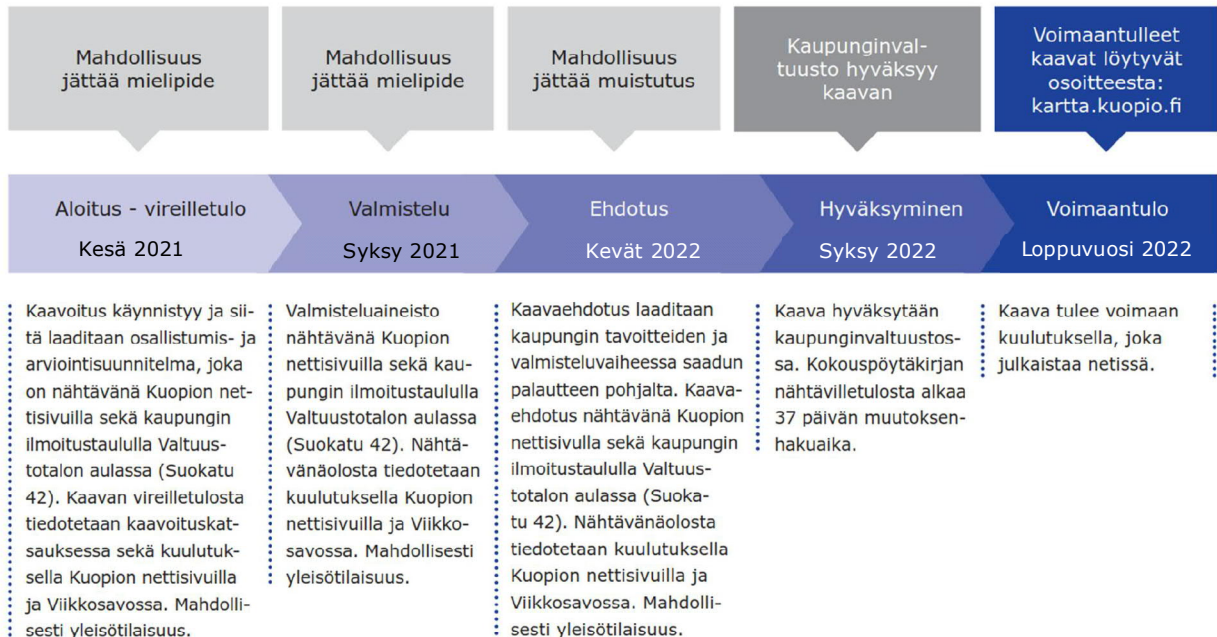 Mahdollisuus
jättää mielipide
Mahdollisuus
jättää mielipide
Mahdollisuus
jättää muistutus
Kaupunginval-
tuusto hyväksyy
kaavan
Voimaantulleet
kaavat löytyvät
osoitteesta:
kartta.kuopio.fi
Aloitus - vireilletulo
Kesä 2021
Valmistelu
Syksy 2021
Ehdotus
Kevät 2022
Hyväksyminen
Syksy 2022
Voimaantulo
Loppuvuosi 2022
Kaavoitus käynnistyy ja sii-
tä laaditaan osallistumis- ja
arviointisuunnitelma, joka
on nähtävänä Kuopion net-
tisivuilla sekä kaupungin
ilmoitustaululla Valtuus-
totalon aulassa (Suokatu
42). Kaavan vireilletulosta
tiedotetaan kaavoituskat-
sauksessa sekä kuulutuk-
sella Kuopion nettisivuilla
ja Viikkosavossa. Mahdolli-
sesti yleisötilaisuus.
Valmisteluaineisto
nähtävänä Kuopion
nettisivuilla sekä kau-
pungin ilmoitustaululla
Valtuustotalon aulassa
(Suokatu 42). Nähtä-
vänäolosta tiedotetaan
kuulutuksella Kuopion
nettisivuilla ja Viikko-
savossa. Mahdollisesti
yleisötilaisuus.
Kaavaehdotus laaditaan
kaupungin tavoitteiden ja
valmisteluvaiheessa saadun
palautteen pohjalta. Kaava-
ehdotus nähtävänä Kuopion
nettisivulla sekä kaupungin
ilmoitustaululla Valtuus-
totalon aulassa (Suoka-
tu 42). Nähtävänäolosta
tiedotetaan kuulutuksella
Kuopion nettisivuilla ja
Viikkosavossa. Mahdolli-
sesti yleisötilaisuus.
Kaava hyväksytään
kaupunginvaltuustos-
sa. Kokouspöytäkirjan
nähtävilletulosta alkaa
37 päivän muutoksen-
hakuaika.
Kaava tulee voimaan
kuulutuksella, joka
julkaistaa netissä.